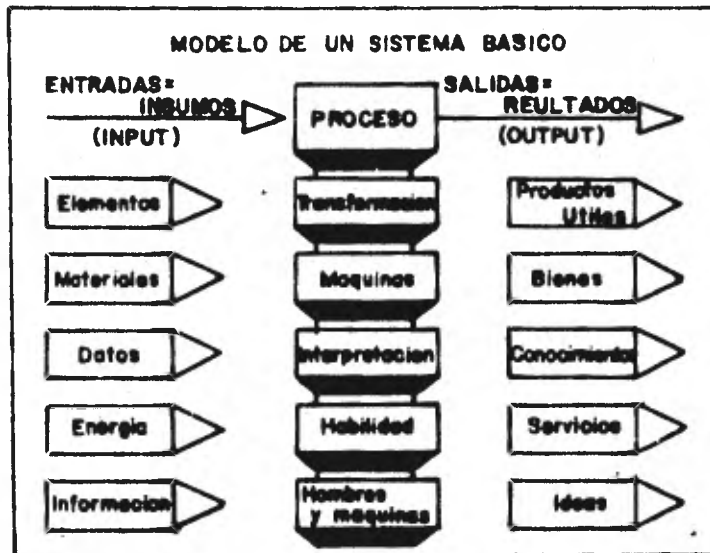 MODELO DE UN SISTEMA BASICO
ENTRADAS=
INSUMOS
(INPUT)
PROCESO
SALIDAS=
REULTADOS
(OUTPUT)
Elementos
Transformacion
Productos
Utiles
Materiales
Maquinas
Bienes
Datos
Interpretacion
Conocimientos
Energia
Habilidad
Servicios
Informacion
Hombres
y maquinas
Ideas